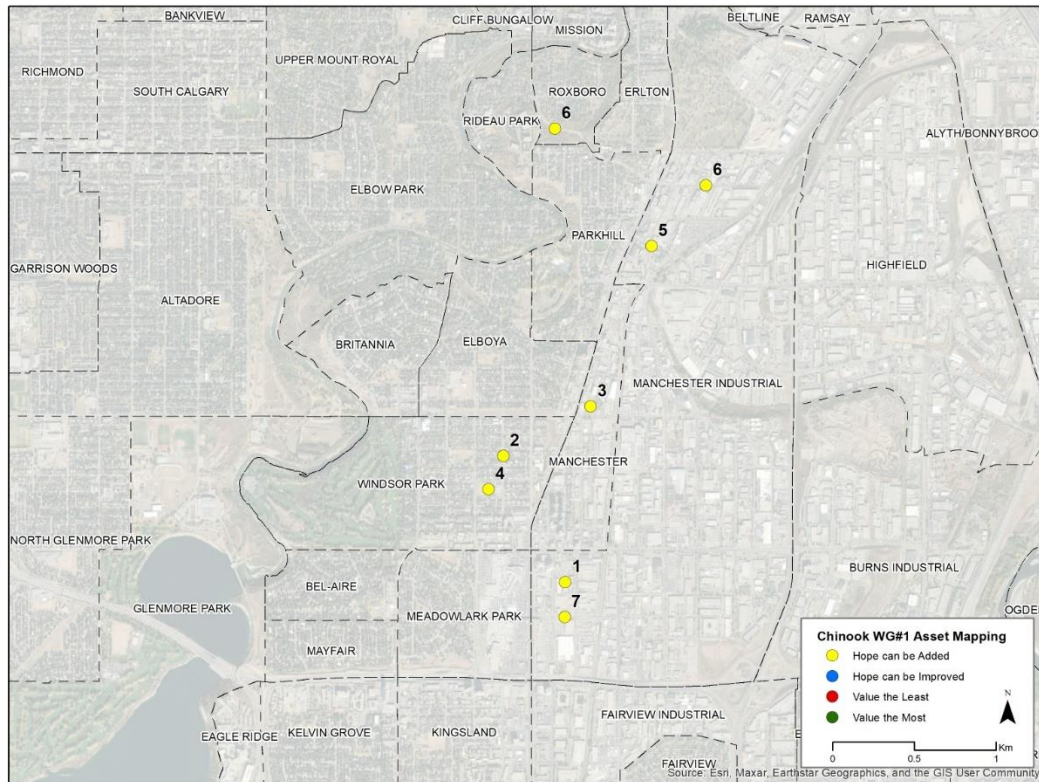 BANKVIEW
CLIFF BUNGALOW
MISSION
BELTLINE
RAMSAY
RICHMOND
SOUTH CALGARY
UPPER MOUNT ROYAL
ROXBORO
ERLTON
RIDEAU PARK
6
ALYTH/BONNYBROOK
6
ELBOW PARK
PARKHILL
5
GARRISON WOODS
ALTADORE
HIGHFIELD
BRITANNIA
ELBOYA
MANCHESTER INDUSTRIAL
3
2
MANCHESTER
4
WINDSOR PARK
NORTH GLENMORE PARK
BURNS INDUSTRIAL
1
BEL-AIRE
GLENMORE PARK
MEADOWLARK PARK
7
OGDE
MAYFAIR
Chinook WG#1 Asset Mapping
Hope can be Added
Hope can be Improved
Value the Least
Value the Most
N
0 0.5 1
Km
EAGLE RIDGE
KELVIN GROVE
KINGSLAND
FAIRVIEW INDUSTRIAL
FAIRVIEW
Source: Esri, Maxar, Earthstar Geographics, and the GIS User Community